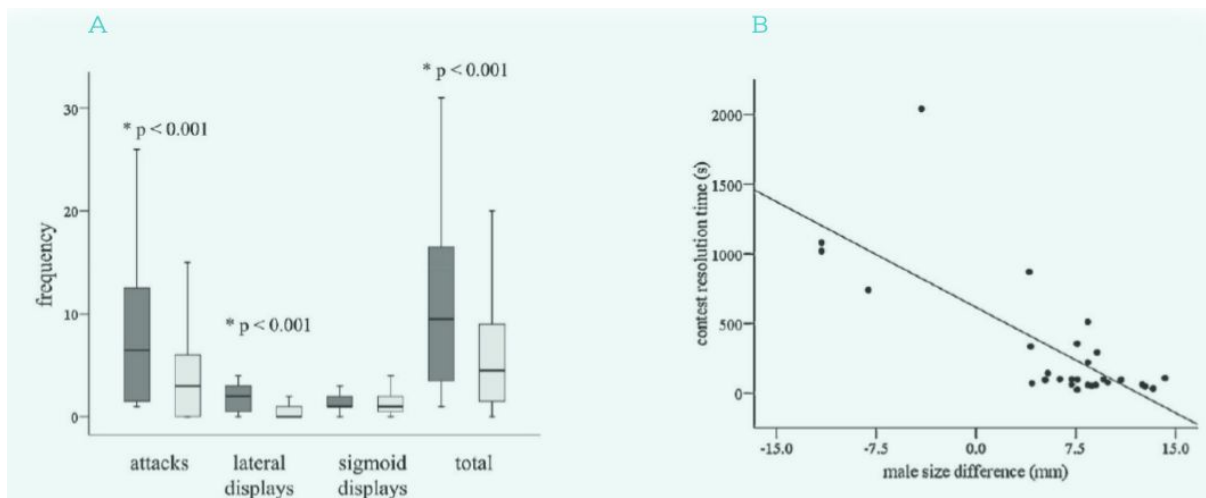 A
B
* p < 0.001
* p < 0.001
* p < 0.001
30
20
10
0
frequency
attacks
lateral
displays
sigmoid
displays
total
2000
1500
1000
500
0
contest resolution time (s)
-15.0
-7.5
0.0
7.5
15.0
male size difference (mm)